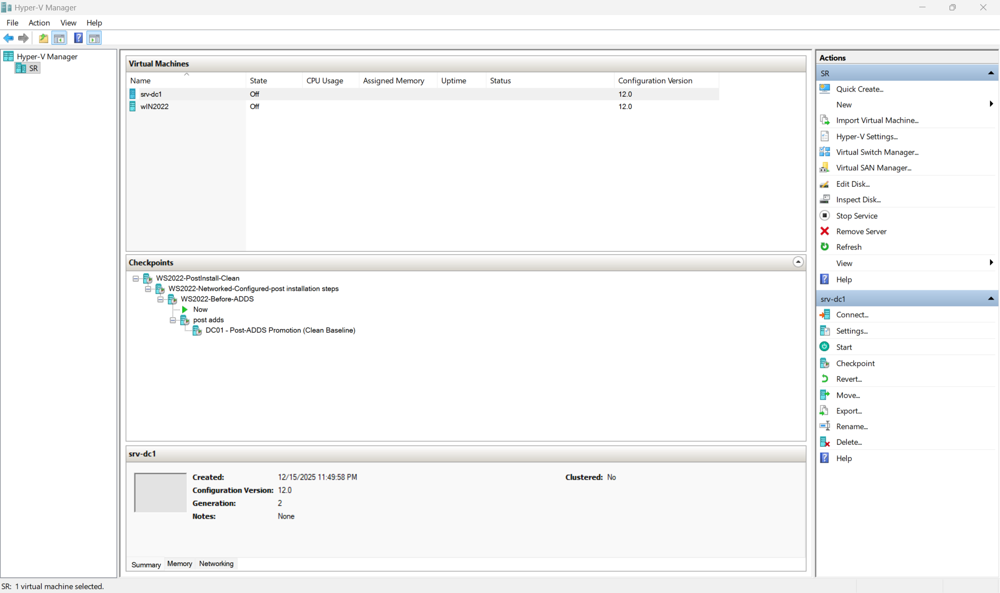 Hyper-V Manager
File Action View Help
Hyper-V Manager
SR
Virtual Machines
Name State CPU Usage Assigned Memory Uptime Status Configuration Version
srv-dc1 Off 12.0
wIN2022 Off 12.0
Checkpoints
WS2022-PostInstall-Clean
WS2022-Networked-Configured-post installation steps
WS2022-Before-ADDS
Now
post adds
DC01 - Post-ADDS Promotion (Clean Baseline)
srv-dc1
Created: 12/15/2025 11:49:58 PM Clustered: No
Configuration Version: 12.0
Generation: 2
Notes: None
Summary Memory Networking
Actions
SR
Quick Create...
New
Import Virtual Machine...
Hyper-V Settings...
Virtual Switch Manager...
Virtual SAN Manager...
Edit Disk...
Inspect Disk...
Stop Service
Remove Server
Refresh
View
Help
srv-dc1
Connect...
Settings...
Start
Checkpoint
Revert...
Move...
Export...
Rename...
Delete...
Help
SR: 1 virtual machine selected.